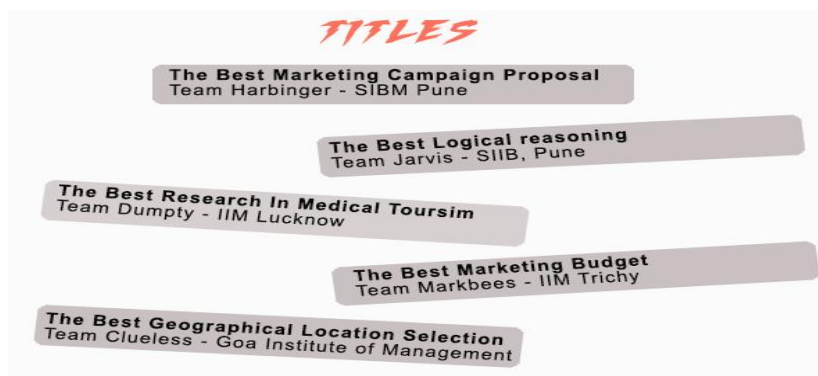 TITLES
The Best Marketing Campaign Proposal
Team Harbinger - SIBM Pune
The Best Logical reasoning
Team Jarvis - SIIB, Pune
The Best Research In Medical Toursim
Team Dumpty - IIM Lucknow
The Best Marketing Budget
Team Markbees - IIM Trichy
The Best Geographical Location Selection
Team Clueless - Goa Institute of Management